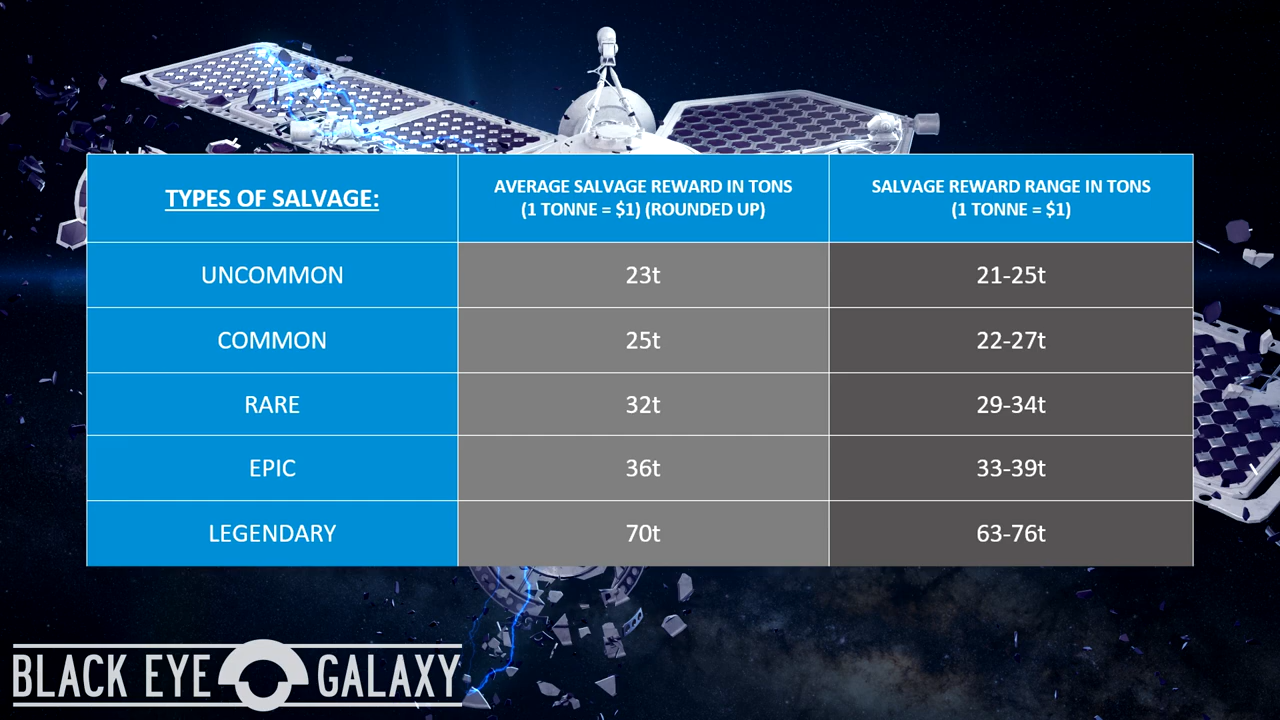 TYPES OF SALVAGE:
AVERAGE SALVAGE REWARD IN TONS
(1 TONNE = $1) (ROUNDED UP)
SALVAGE REWARD RANGE IN TONS
(1 TONNE = $1)
UNCOMMON 23t 21-25t
COMMON 25t 22-27t
RARE 32t 29-34t
EPIC 36t 33-39t
LEGENDARY 70t 63-76t
BLACK EYE GALAXY